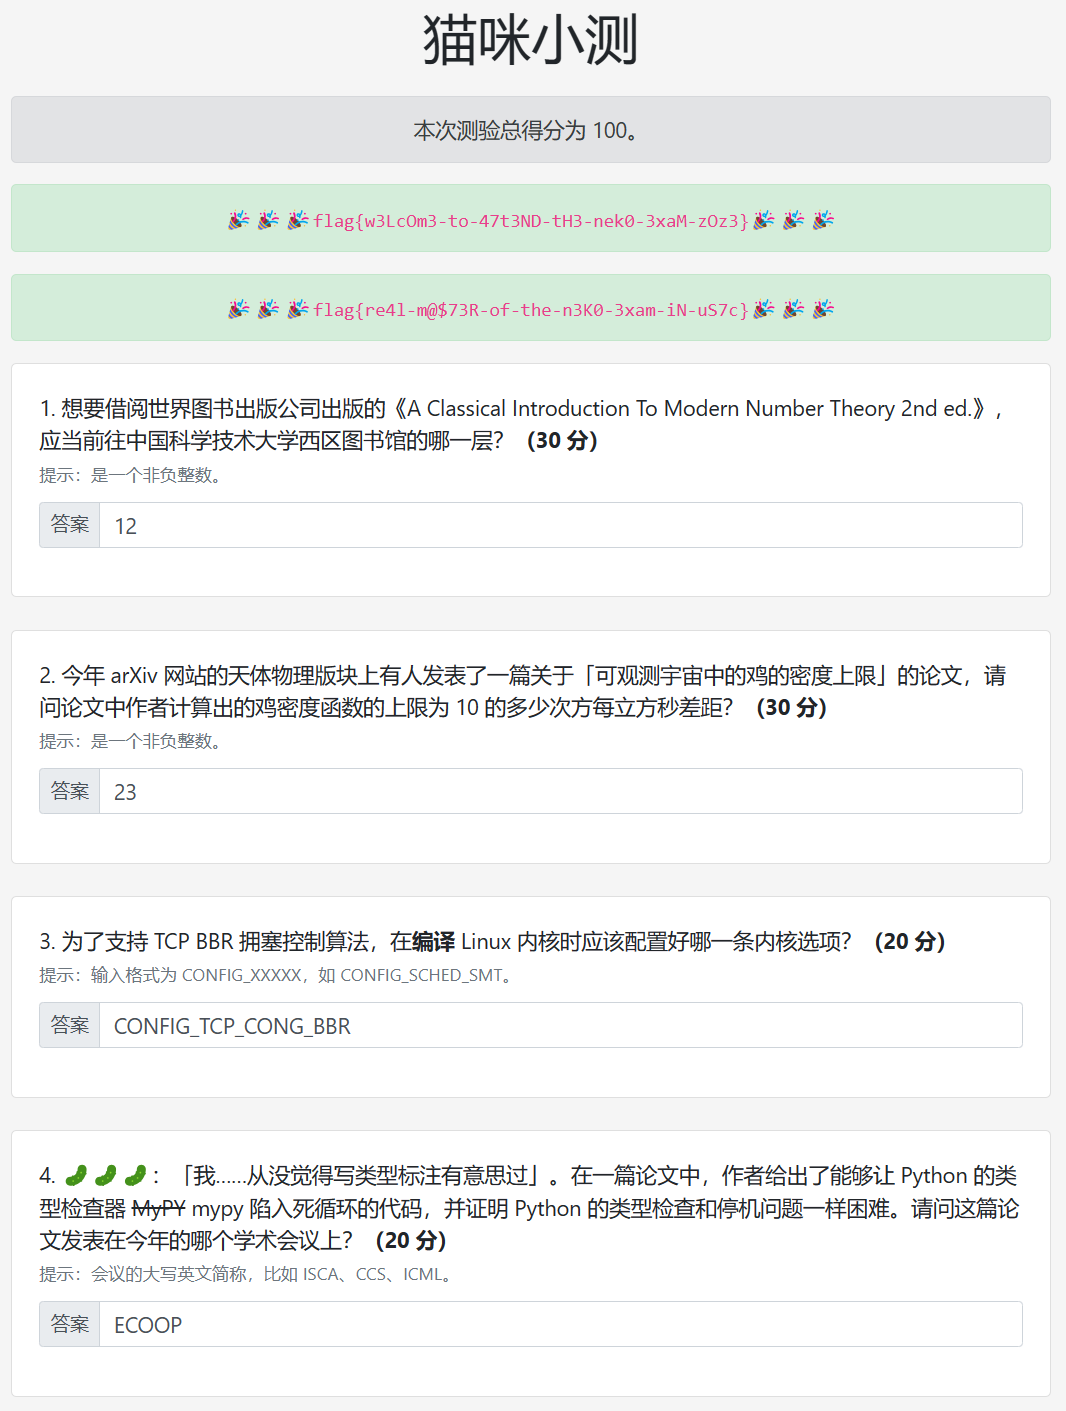 猫咪小测
本次测验总得分为 100。
🎉 🎉 🎉 flag{w3LcOm3-to-47t3ND-tH3-nek0-3xaM-zOz3} 🎉 🎉 🎉
🎉 🎉 🎉 flag{re4l-m@$73R-of-the-n3K0-3xam-iN-uS7c} 🎉 🎉 🎉
1. 想要借阅世界图书出版公司出版的《A Classical Introduction To Modern Number Theory 2nd ed.》,
应当前往中国科学技术大学西区图书馆的哪一层？（30 分）
提示：是一个非负整数。
答案 12
2. 今年 arXiv 网站的天体物理版块上有人发表了一篇关于「可观测宇宙中的鸡的密度上限」的论文，请
问论文中作者计算出的鸡密度函数的上限为 10 的多少次方每立方秒差距？（30 分）
提示：是一个非负整数。
答案 23
3. 为了支持 TCP BBR 拥塞控制算法，在编译 Linux 内核时应该配置好哪一条内核选项？（20 分）
提示：输入格式为 CONFIG_XXXXX，如 CONFIG_SCHED_SMT。
答案 CONFIG_TCP_CONG_BBR
4. 🥒 🥒 🥒：「我……从没觉得写类型标注有意思过」。在一篇论文中，作者给出了能够让 Python 的类
型检查器 MyPY mypy 陷入死循环的代码，并证明 Python 的类型检查和停机问题一样困难。请问这篇论
文发表在今年的哪个学术会议上？（20 分）
提示：会议的大写英文简称，比如 ISCA、CCS、ICML。
答案 ECOOP